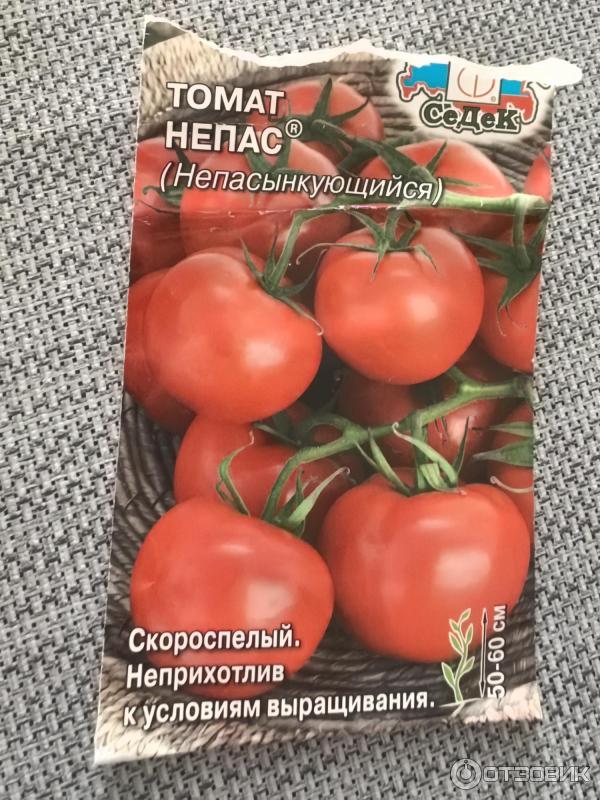 СеДеК
ТОМАТ
НЕПАС®
(Непасынкующийся)
Скороспелый.
Неприхотлив
к условиям выращивания.
50-60 см
ОТЗОВИК